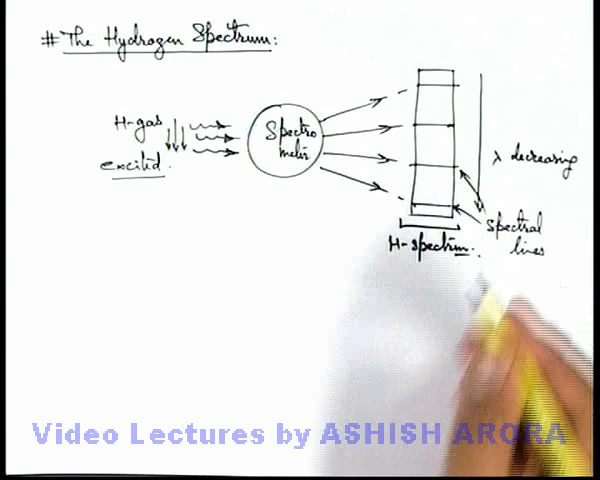 # The Hydrogen Spectrum:
H-gas
excited.
Spectro
meter
λ decreasing
Spectral
lines
H-spectrum.
Video Lectures by ASHISH ARORA